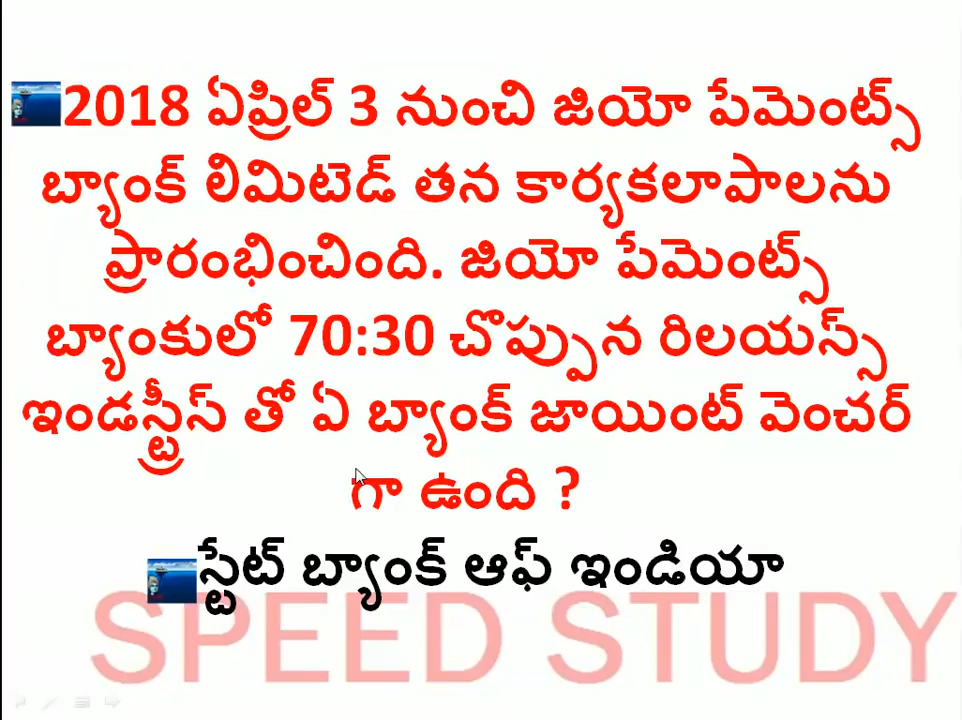 2018 ఏప్రిల్ 3 నుంచి జియో పేమెంట్స్
బ్యాంక్ లిమిటెడ్ తన కార్యకలాపాలను
ప్రారంభించింది. జియో పేమెంట్స్
బ్యాంకులో 70:30 చొప్పున రిలయన్స్
ఇండస్ట్రీస్ తో ఏ బ్యాంక్ జాయింట్ వెంచర్
గా ఉంది ?
స్టేట్ బ్యాంక్ ఆఫ్ ఇండియా
SPEED STUDY